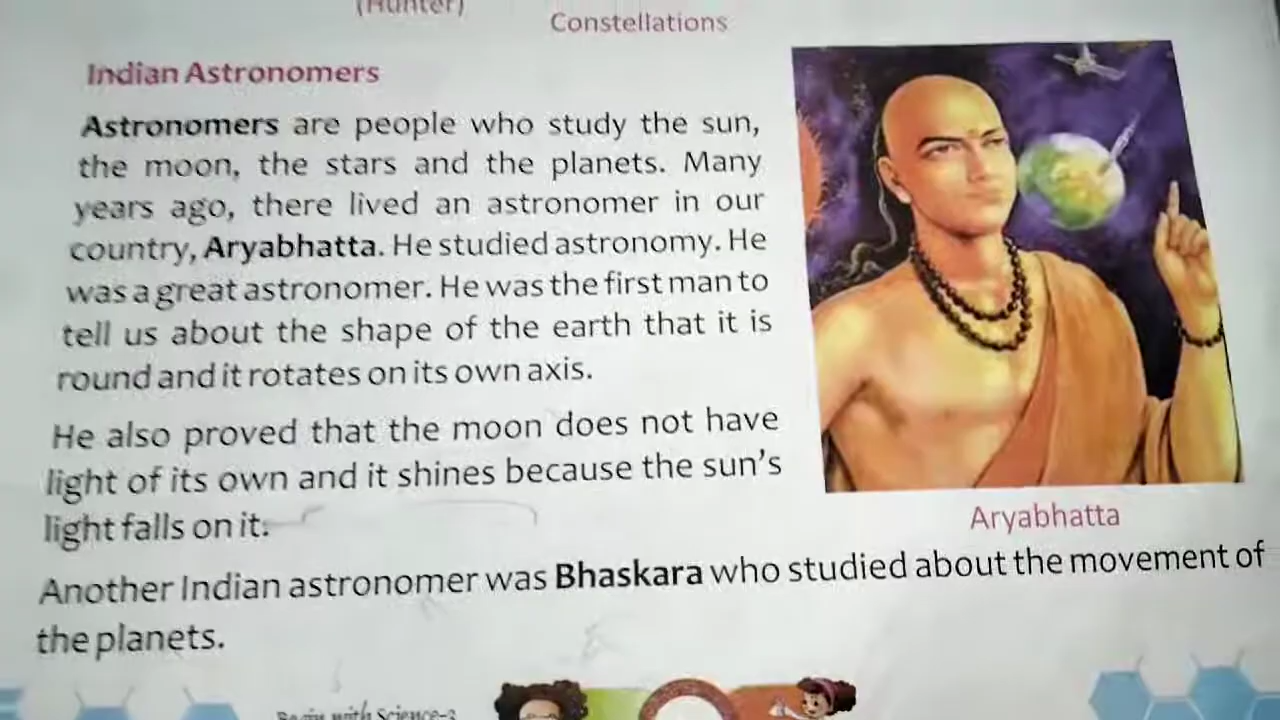 (Hunter)
Constellations
Indian Astronomers
Astronomers are people who study the sun,
the moon, the stars and the planets. Many
years ago, there lived an astronomer in our
country, Aryabhatta. He studied astronomy. He
was a great astronomer. He was the first man to
tell us about the shape of the earth that it is
round and it rotates on its own axis.
He also proved that the moon does not have
light of its own and it shines because the sun's
light falls on it.
Aryabhatta
Another Indian astronomer was Bhaskara who studied about the movement of
the planets.
Begin with Science-3